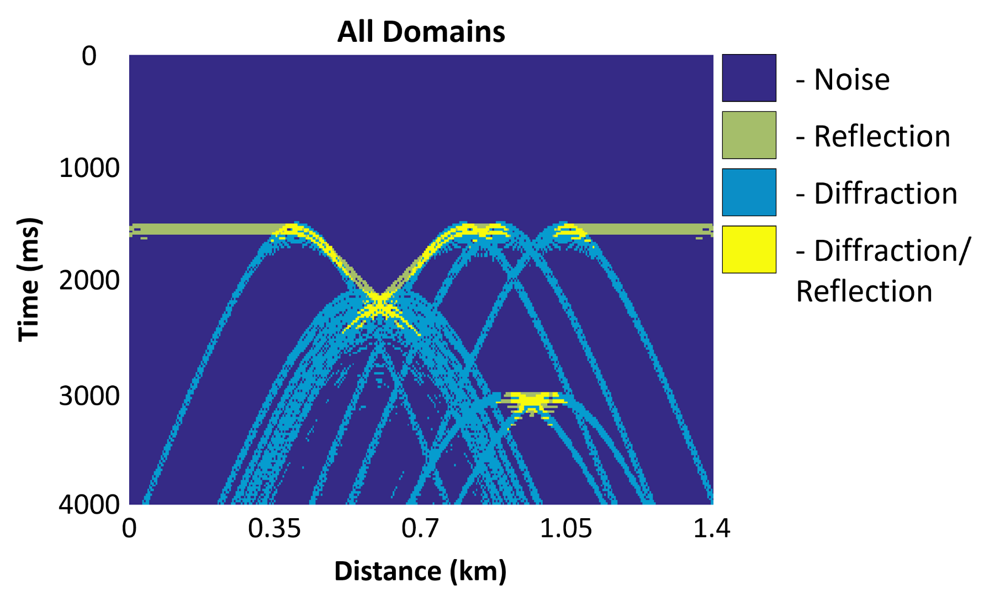 All Domains
0
1000
2000
3000
4000
Time (ms)
0 0.35 0.7 1.05 1.4
Distance (km)
- Noise
- Reflection
- Diffraction
- Diffraction/
Reflection